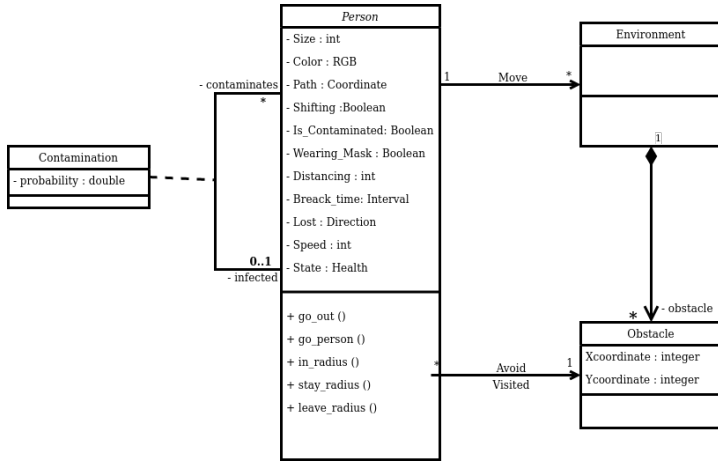 Person
- Size : int
- Color : RGB
- Path : Coordinate
- Shifting :Boolean
- Is_Contaminated: Boolean
- Wearing_Mask : Boolean
- Distancing : int
- Breack_time: Interval
- Lost : Direction
- Speed : int
- State : Health
+ go_out ()
+ go_person ()
+ in_radius ()
+ stay_radius ()
+ leave_radius ()
- contaminates
*
0..1
- infected
Contamination
- probability : double
1 Move *
Environment
1
* - obstacle
Obstacle
Xcoordinate : integer
Ycoordinate : integer
* Avoid 1
Visited